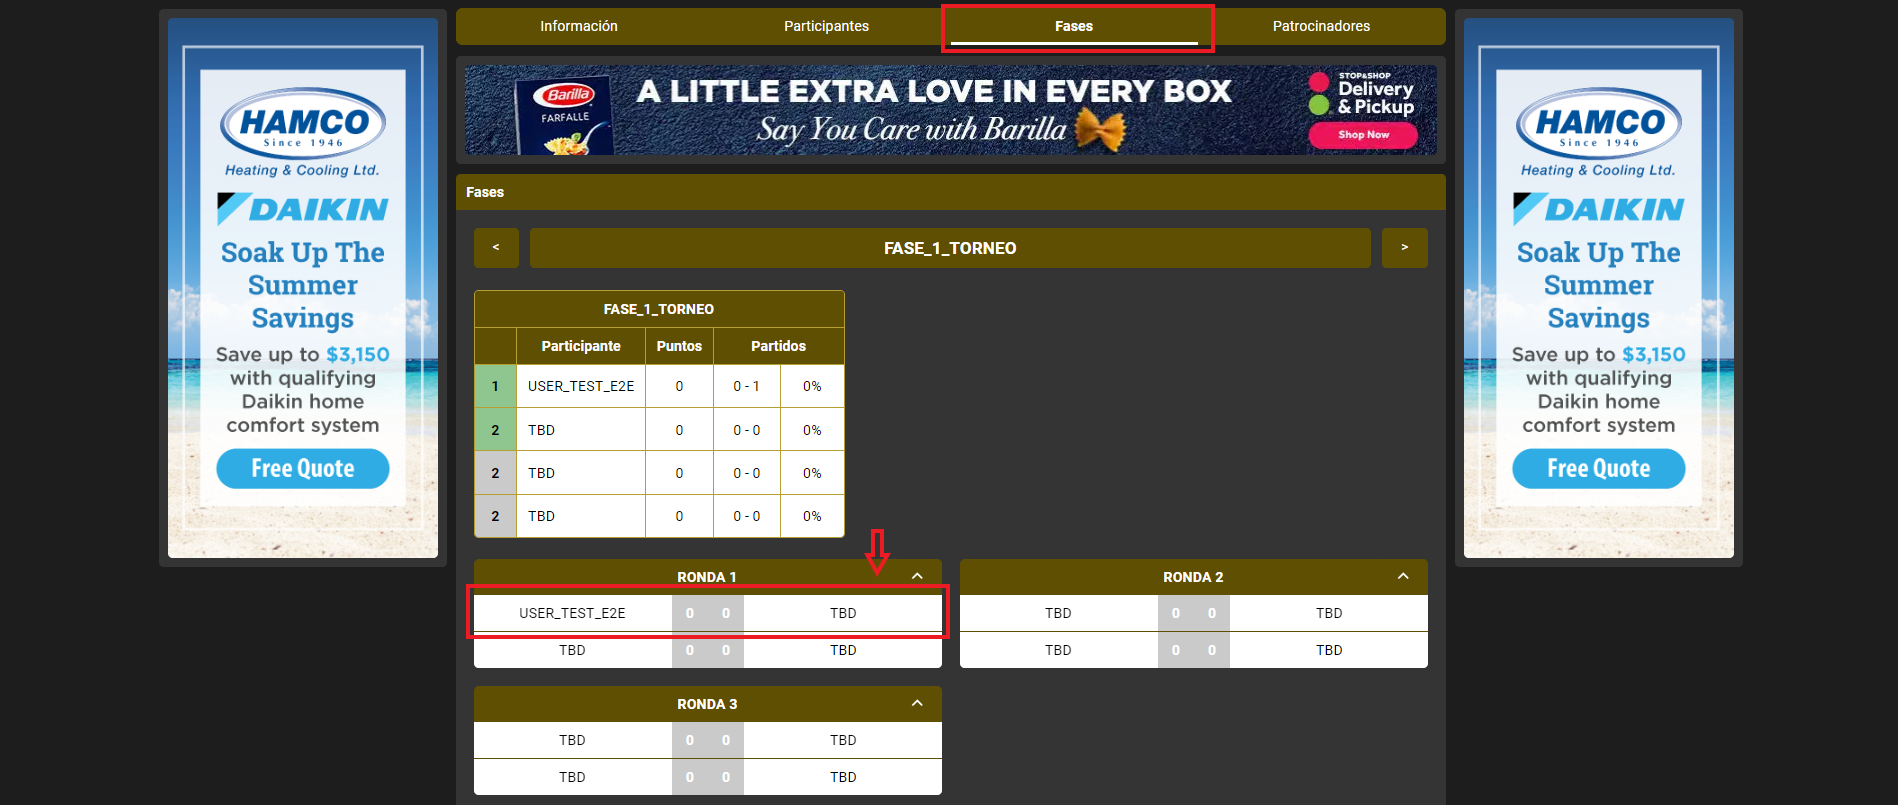 Información
Participantes
Fases
Patrocinadores
HAMCO
Since 1946
Heating & Cooling Ltd.
DAIKIN
Soak Up The
Summer
Savings
Save up to $3,150
with qualifying
Daikin home
comfort system
Free Quote
Barilla
FARFALLE
A LITTLE EXTRA LOVE IN EVERY BOX
Say You Care with Barilla
STOP&SHOP
Delivery
& Pickup
Shop Now
HAMCO
Since 1946
Heating & Cooling Ltd.
DAIKIN
Soak Up The
Summer
Savings
Save up to $3,150
with qualifying
Daikin home
comfort system
Free Quote
Fases
< FASE_1_TORNEO >
FASE_1_TORNEO
Participante Puntos Partidos
1 USER_TEST_E2E 0 0 - 1 0%
2 TBD 0 0 - 0 0%
2 TBD 0 0 - 0 0%
2 TBD 0 0 - 0 0%
RONDA 1
USER_TEST_E2E 0 0 TBD
TBD 0 0 TBD
RONDA 2
TBD 0 0 TBD
TBD 0 0 TBD
RONDA 3
TBD 0 0 TBD
TBD 0 0 TBD